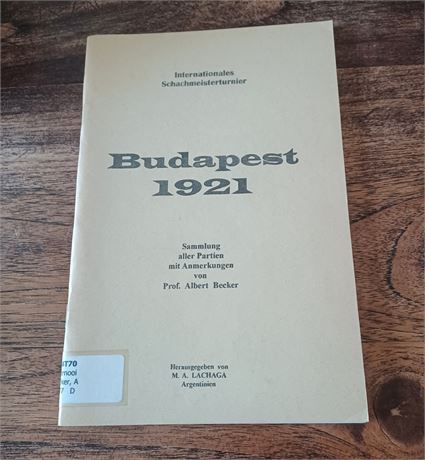 Internationales
Schachmeisterturnier
Budapest
1921
Sammlung
aller Partien
mit Anmerkungen
von
Prof. Albert Becker
Herausgegeben von
M. A. LACHAGA
Argentinien
A
D